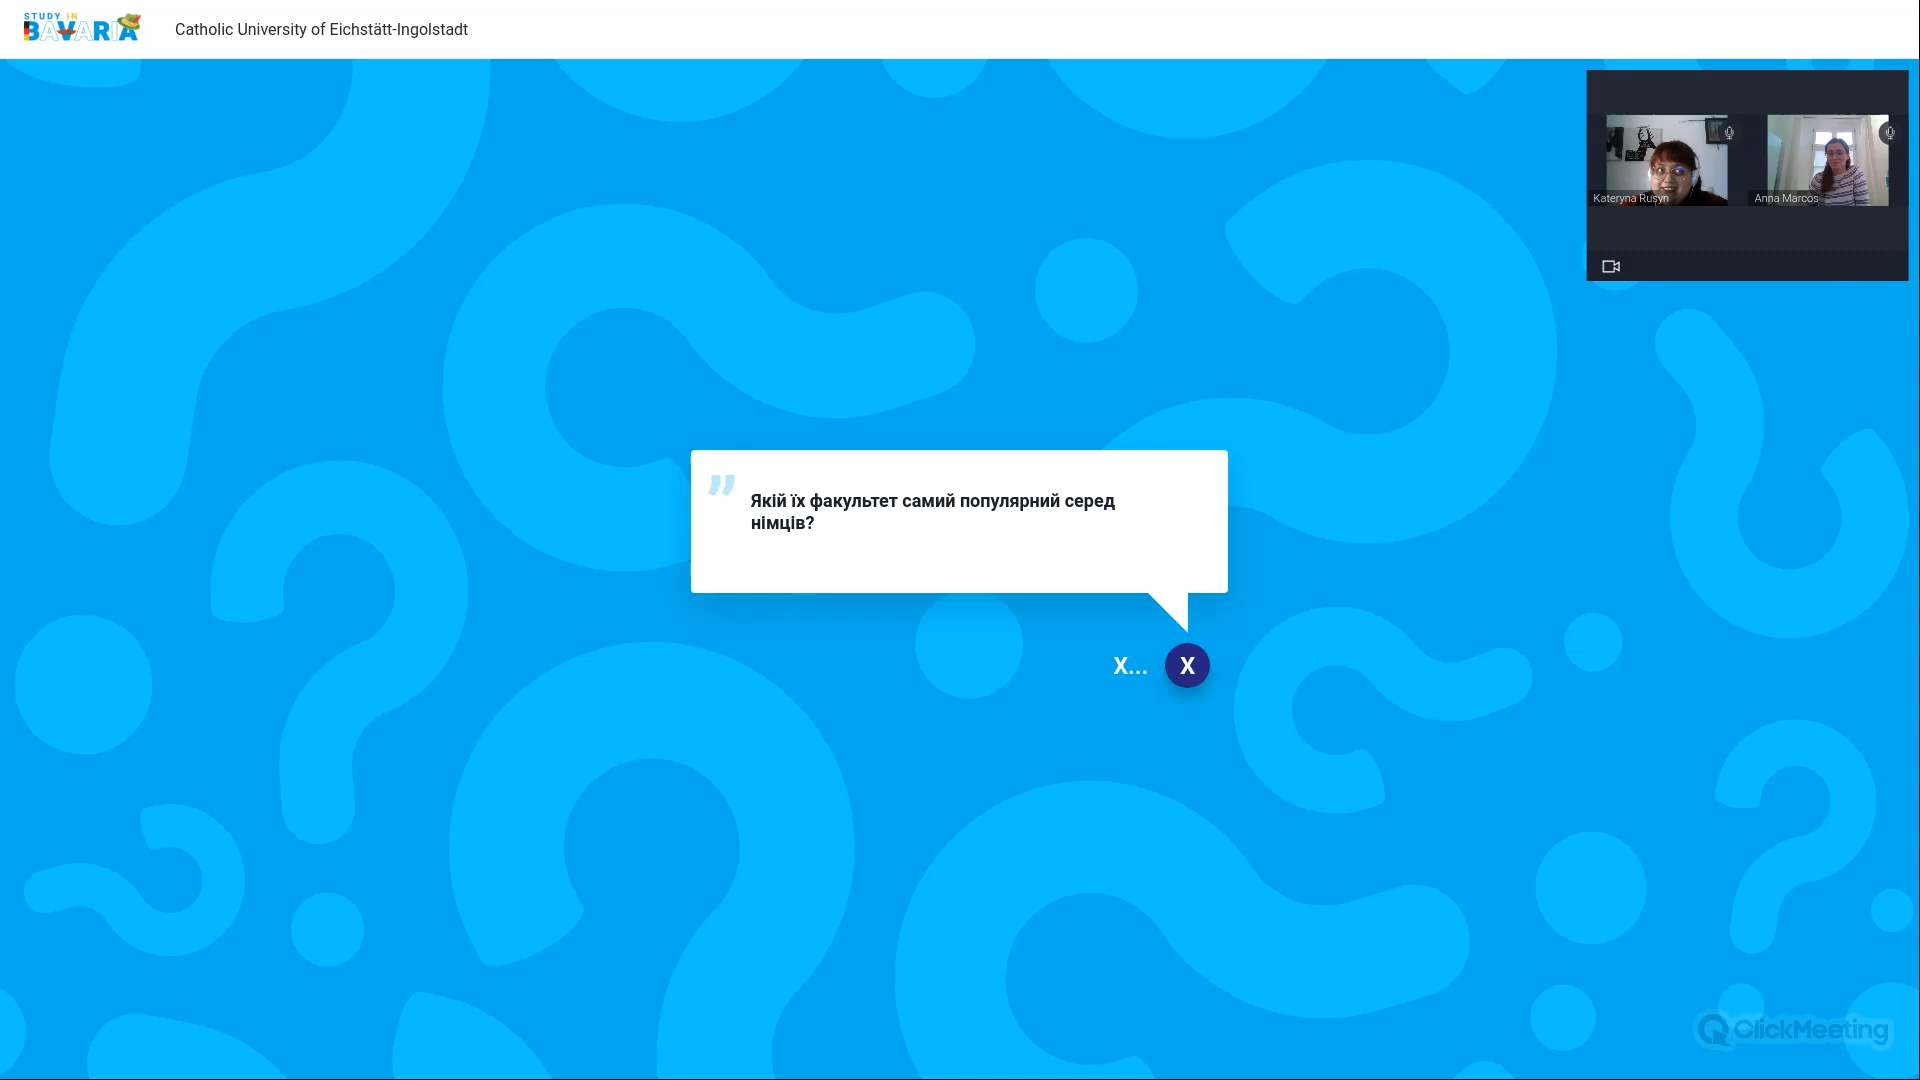 STUDY IN
BAVARIA
Catholic University of Eichstätt-Ingolstadt
Kateryna Rusyn
Anna Marcos
Якій їх факультет самий популярний серед
німців?
X...
X
ClickMeeting